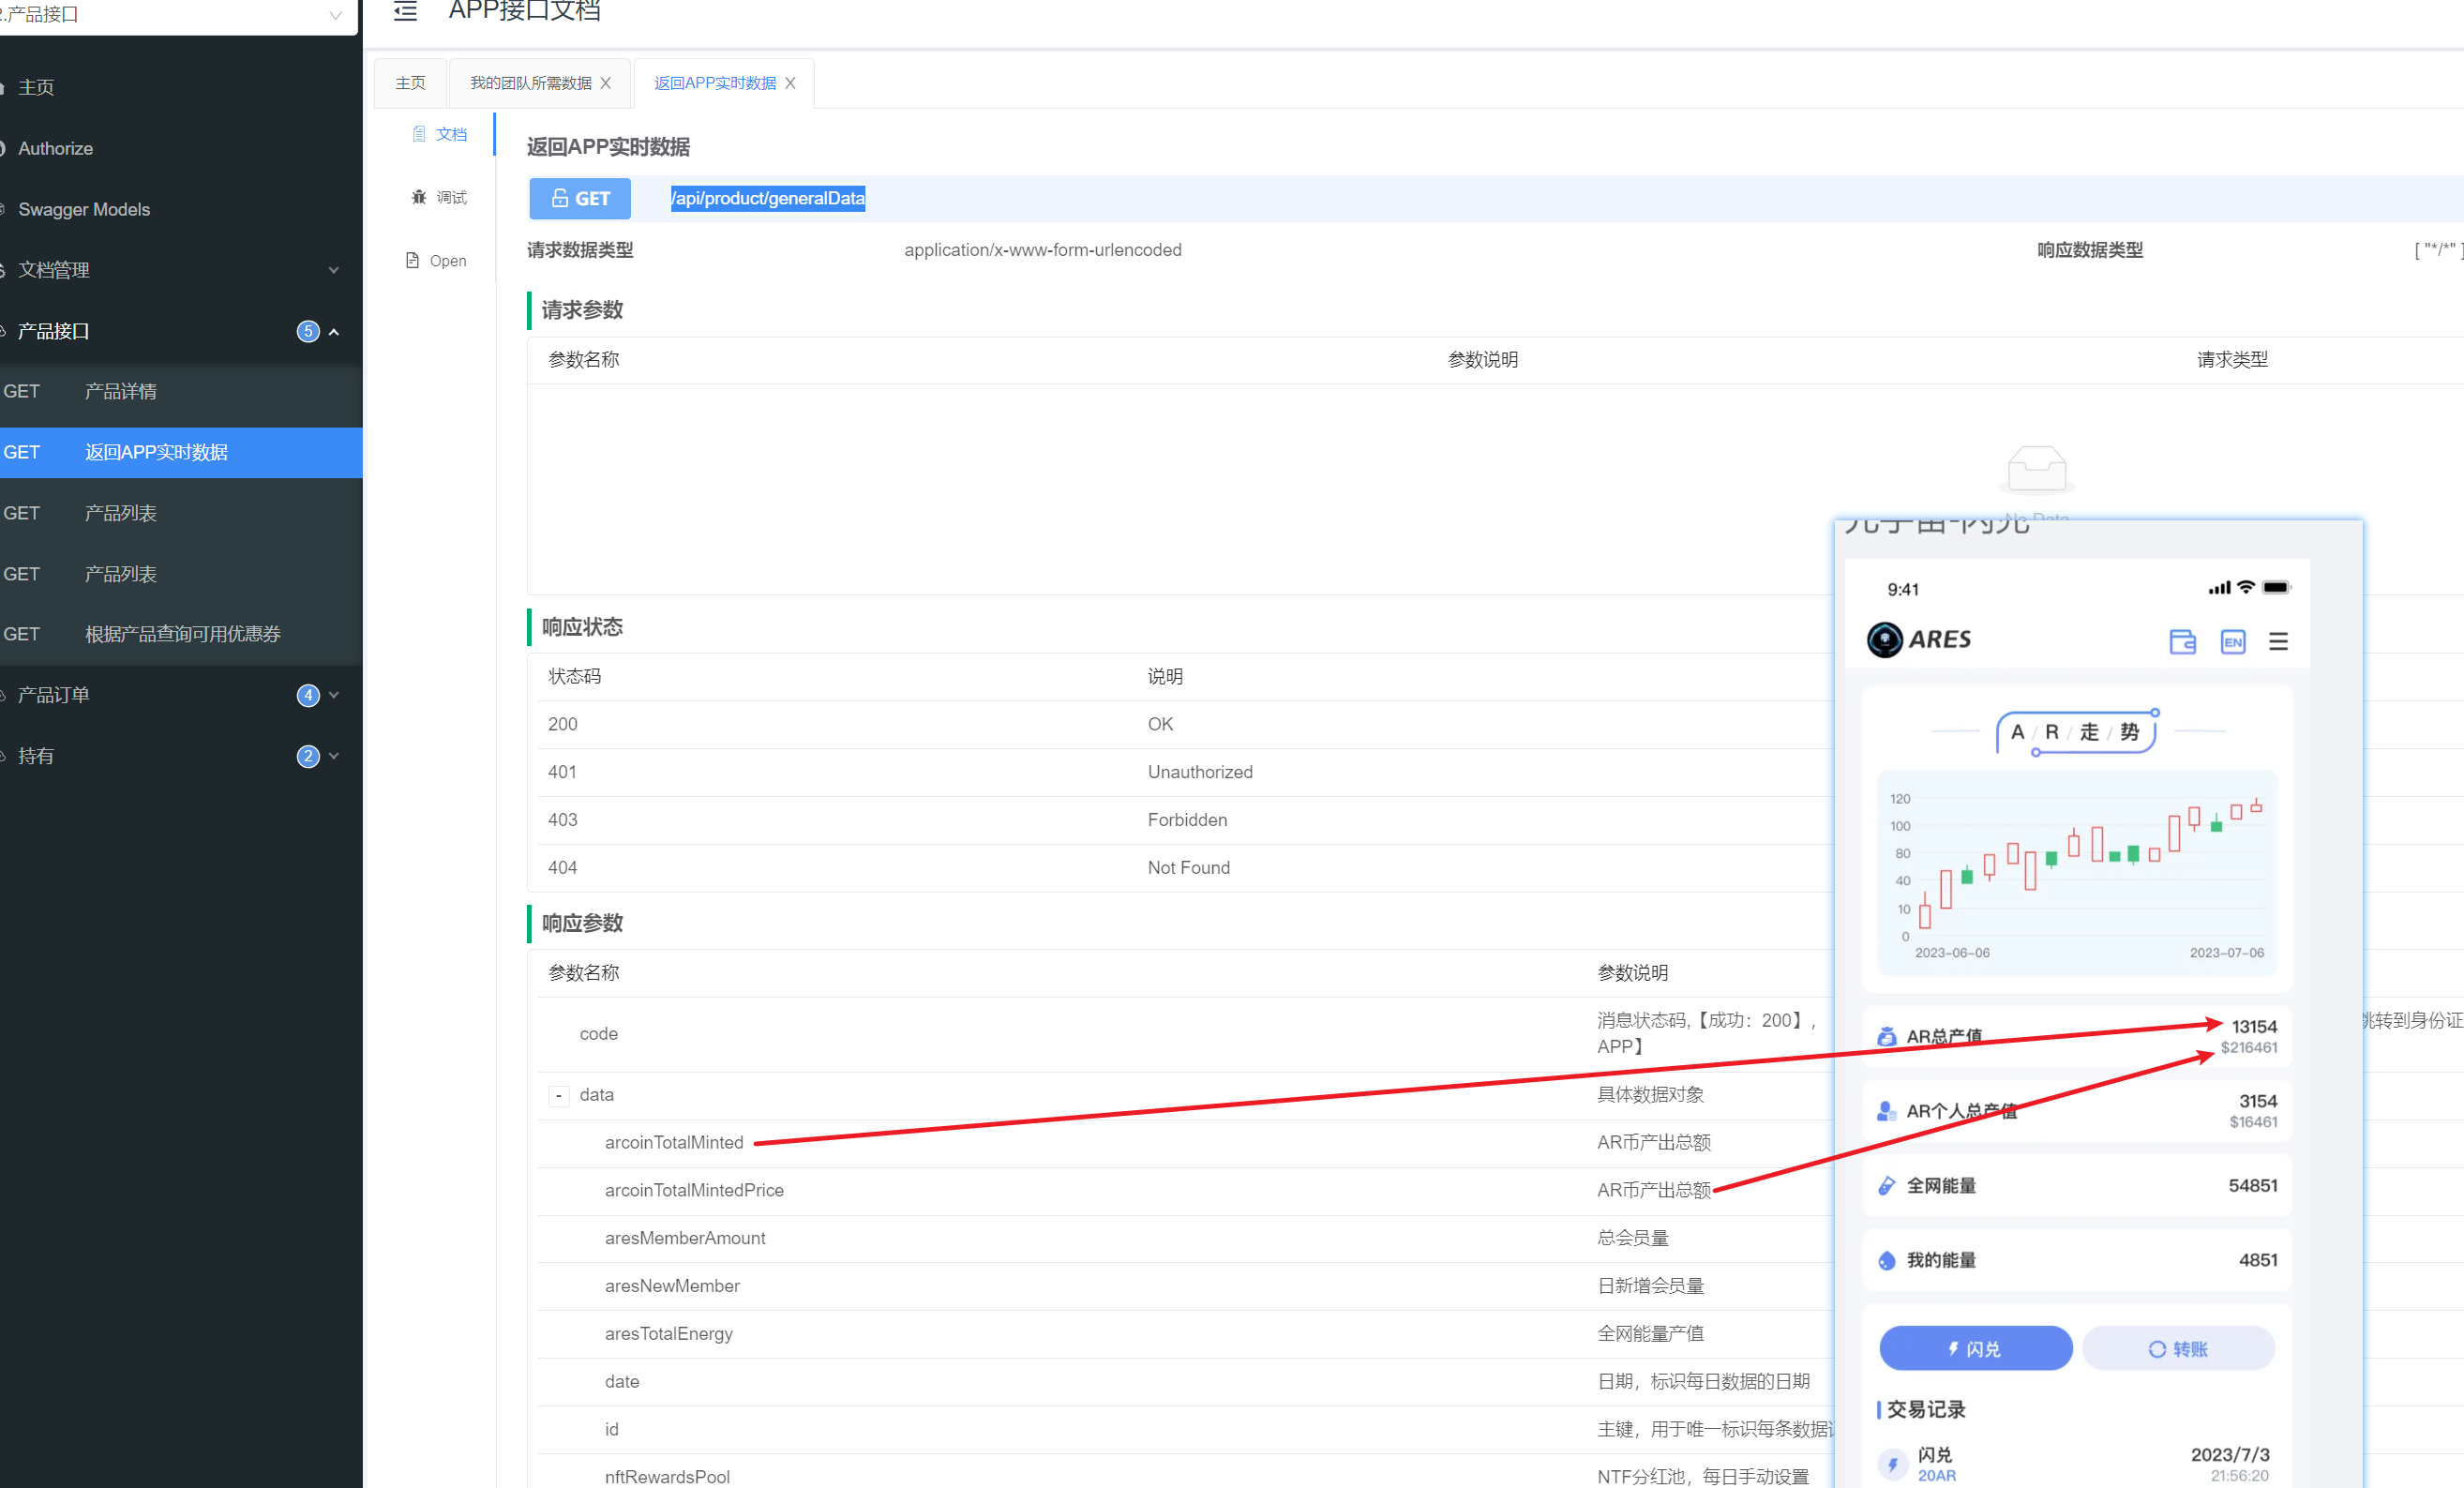 2.产品接口
APP接口文档
主页
Authorize
Swagger Models
文档管理
产品接口
5
GET 产品详情
GET 返回APP实时数据
GET 产品列表
GET 产品列表
GET 根据产品查询可用优惠券
产品订单
4
持有
2
主页
我的团队所需数据 X
返回APP实时数据 X
文档
调试
Open
返回APP实时数据
GET /api/product/generalData
请求数据类型 application/x-www-form-urlencoded 响应数据类型 [ "*/*" ]
请求参数
参数名称 参数说明 请求类型
响应状态
状态码 说明
200 OK
401 Unauthorized
403 Forbidden
404 Not Found
响应参数
参数名称 参数说明
code 消息状态码,【成功：200】,
APP】
跳转到身份证
- data 具体数据对象
arcoinTotalMinted AR币产出总额
arcoinTotalMintedPrice AR币产出总额
aresMemberAmount 总会员量
aresNewMember 日新增会员量
aresTotalEnergy 全网能量产值
date 日期，标识每日数据的日期
id 主键，用于唯一标识每条数据
nftRewardsPool NTF分红池，每日手动设置
9:41
ARES
EN
A / R / 走 / 势
120
100
80
40
10
0
2023-06-06 2023-07-06
AR总产值 13154
$216461
AR个人总产值 3154
$16461
全网能量 54851
我的能量 4851
闪兑 转账
交易记录
闪兑 2023/7/3
20AR 21:56:20